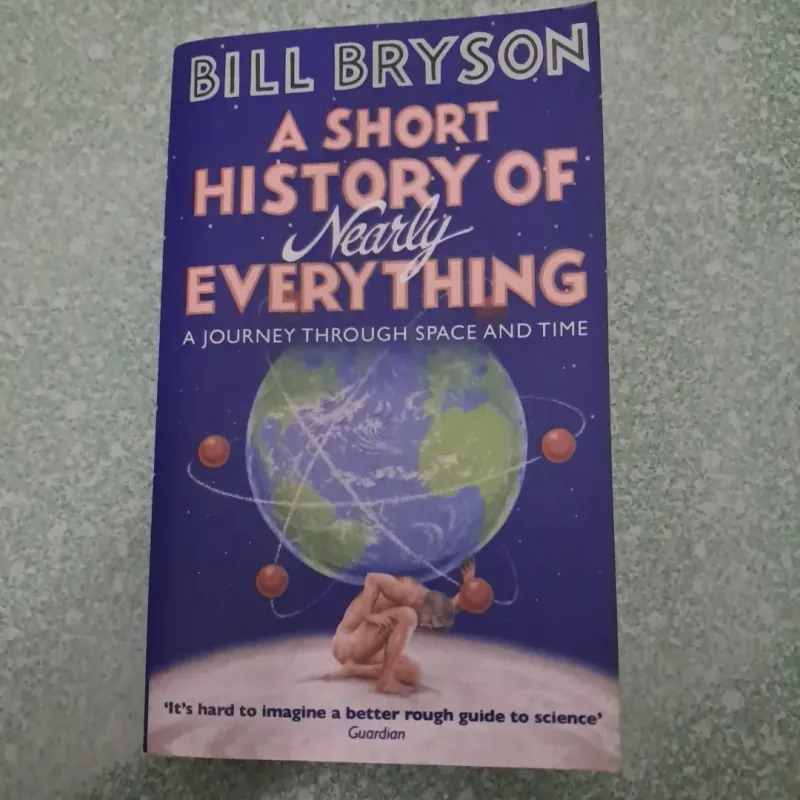 BILL BRYSON
A SHORT
HISTORY OF
Nearly
EVERYTHING
A JOURNEY THROUGH SPACE AND TIME
‘It's hard to imagine a better rough guide to science’
Guardian